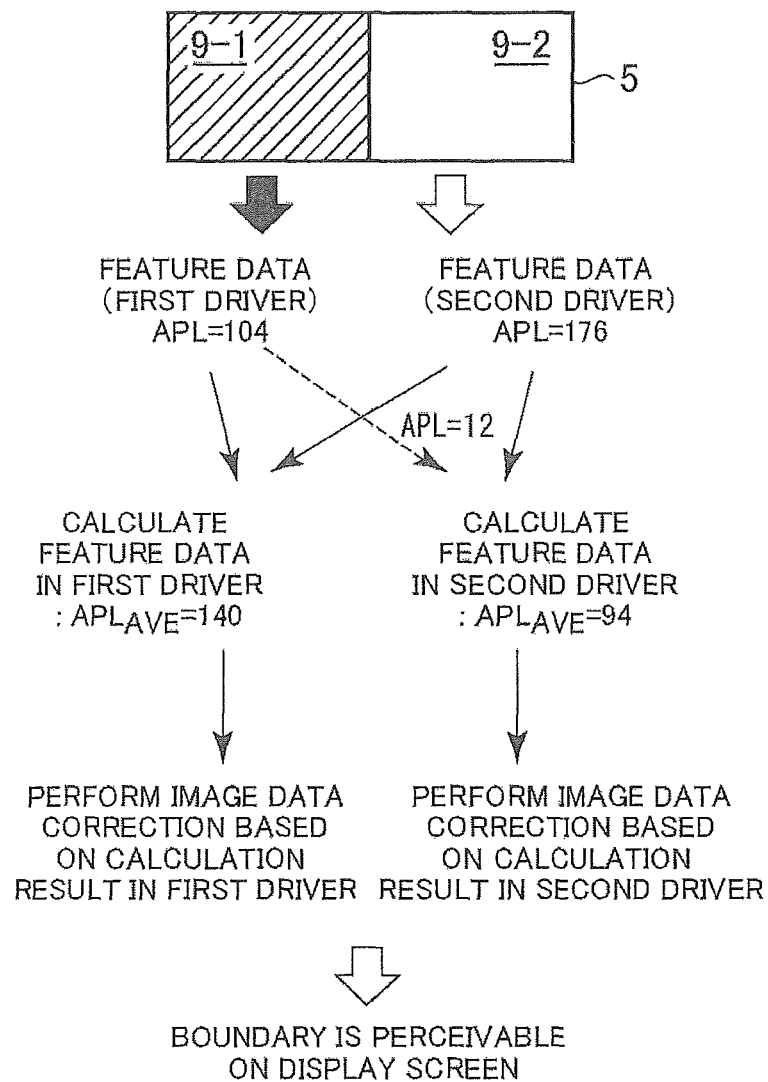 9-1
9-2
5
FEATURE DATA
(FIRST DRIVER)
APL=104
FEATURE DATA
(SECOND DRIVER)
APL=176
APL=12
CALCULATE
FEATURE DATA
IN FIRST DRIVER
: APLAVE=140
CALCULATE
FEATURE DATA
IN SECOND DRIVER
: APLAVE=94
PERFORM IMAGE DATA
CORRECTION BASED
ON CALCULATION
RESULT IN FIRST DRIVER
PERFORM IMAGE DATA
CORRECTION BASED
ON CALCULATION
RESULT IN SECOND DRIVER
BOUNDARY IS PERCEIVABLE
ON DISPLAY SCREEN